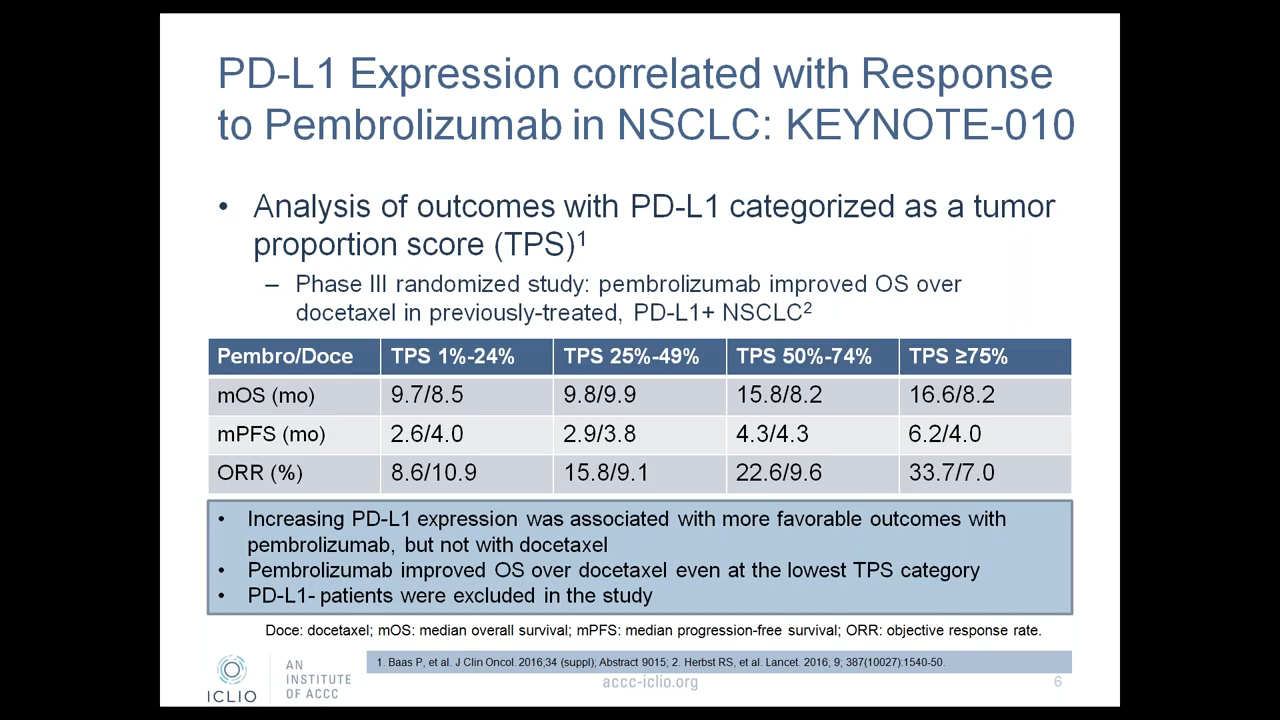 PD-L1 Expression correlated with Response
to Pembrolizumab in NSCLC: KEYNOTE-010
• Analysis of outcomes with PD-L1 categorized as a tumor
proportion score (TPS)1
– Phase III randomized study: pembrolizumab improved OS over
docetaxel in previously-treated, PD-L1+ NSCLC2
Pembro/Doce TPS 1%-24% TPS 25%-49% TPS 50%-74% TPS ≥75%
mOS (mo) 9.7/8.5 9.8/9.9 15.8/8.2 16.6/8.2
mPFS (mo) 2.6/4.0 2.9/3.8 4.3/4.3 6.2/4.0
ORR (%) 8.6/10.9 15.8/9.1 22.6/9.6 33.7/7.0
• Increasing PD-L1 expression was associated with more favorable outcomes with
pembrolizumab, but not with docetaxel
• Pembrolizumab improved OS over docetaxel even at the lowest TPS category
• PD-L1- patients were excluded in the study
Doce: docetaxel; mOS: median overall survival; mPFS: median progression-free survival; ORR: objective response rate.
1. Baas P, et al. J Clin Oncol. 2016;34 (suppl); Abstract 9015; 2. Herbst RS, et al. Lancet. 2016; 9; 387(10027):1540-50.
ICLIO
AN
INSTITUTE
OF ACCC
accc-iclio.org
6